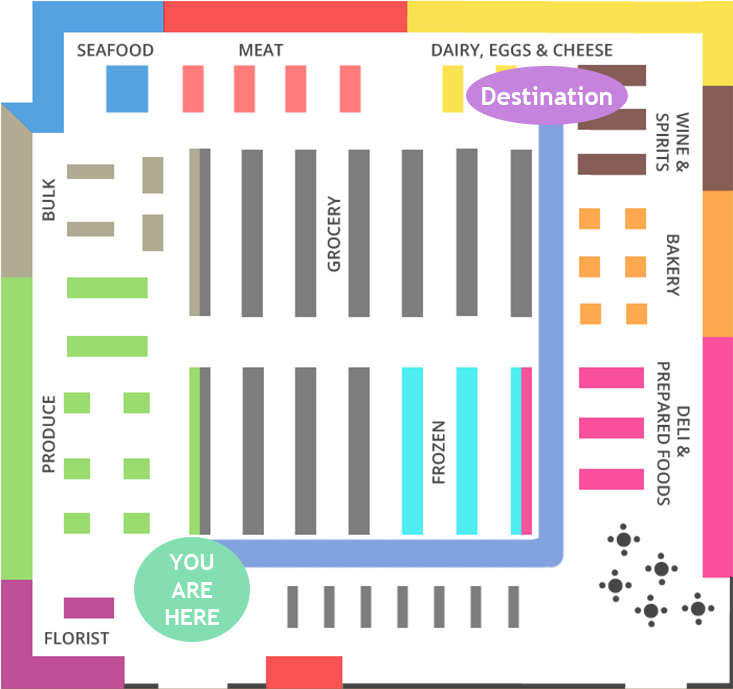 SEAFOOD
MEAT
DAIRY, EGGS & CHEESE
Destination
WINE &
SPIRITS
BULK
GROCERY
BAKERY
PRODUCE
FROZEN
DELI &
PREPARED FOODS
YOU
ARE
HERE
FLORIST